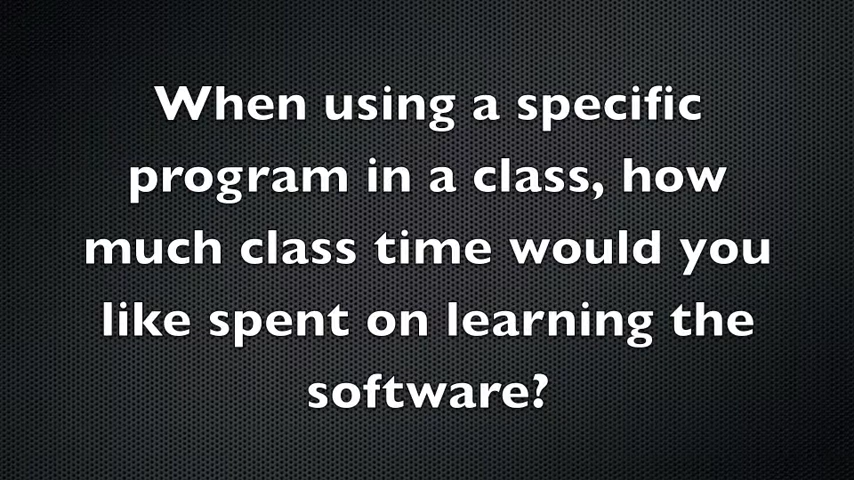 When using a specific
program in a class, how
much class time would you
like spent on learning the
software?